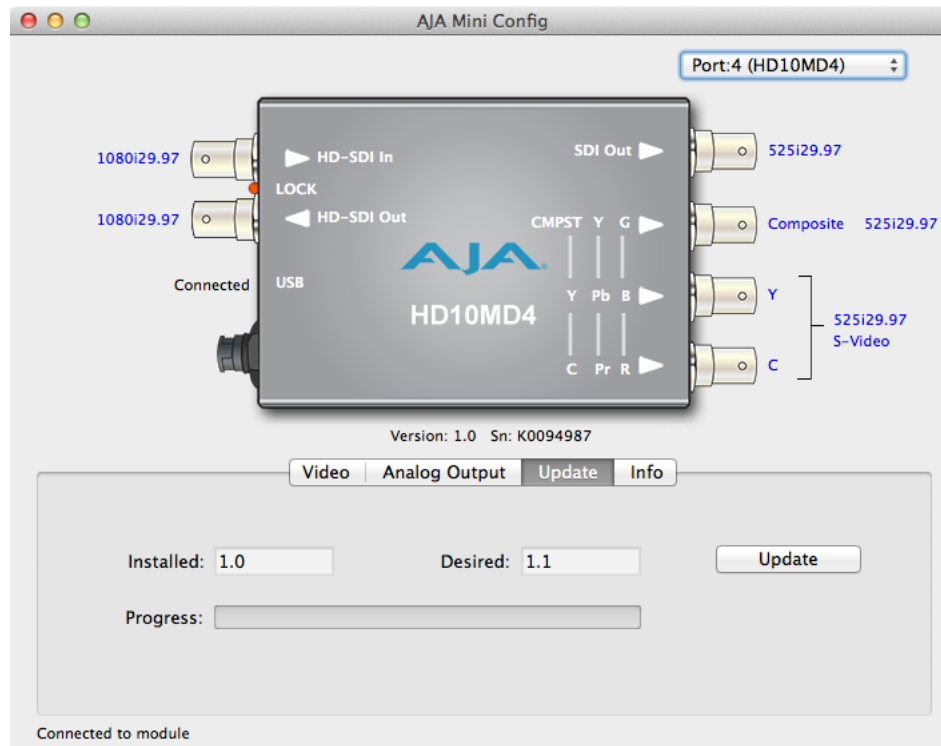 AJA Mini Config
Port:4 (HD10MD4)
1080i29.97
HD-SDI In
SDI Out
525i29.97
LOCK
1080i29.97
HD-SDI Out
CMPST Y G
Composite 525i29.97
AJA
Connected
USB
Y Pb B
Y
HD10MD4
525i29.97
S-Video
C Pr R
C
Version: 1.0 Sn: K0094987
Video
Analog Output
Update
Info
Installed: 1.0
Desired: 1.1
Update
Progress:
Connected to module